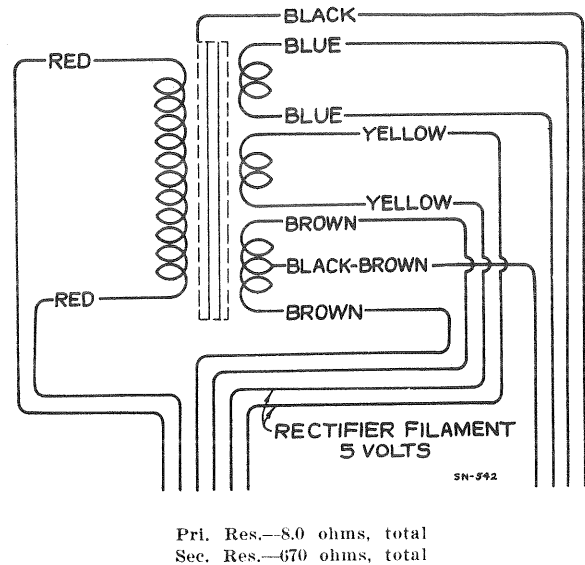 BLACK
BLUE
RED
BLUE
YELLOW
YELLOW
BROWN
BLACK-BROWN
RED
BROWN
RECTIFIER FILAMENT
5 VOLTS
SN-542
Pri. Res.—8.0 ohms, total
Sec. Res.—670 ohms, total